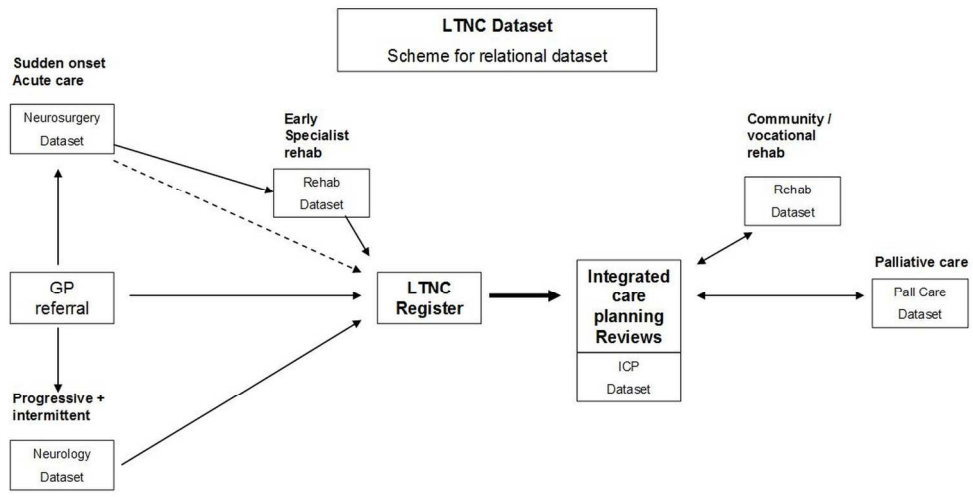 LTNC Dataset
Scheme for relational dataset
Sudden onset
Acute care
Neurosurgery
Dataset
Early
Specialist
rehab
Rehab
Dataset
Community /
vocational
rehab
Rehab
Dataset
GP
referral
LTNC
Register
Integrated
care
planning
Reviews
ICP
Dataset
Palliative care
Pall Care
Dataset
Progressive +
intermittent
Neurology
Dataset